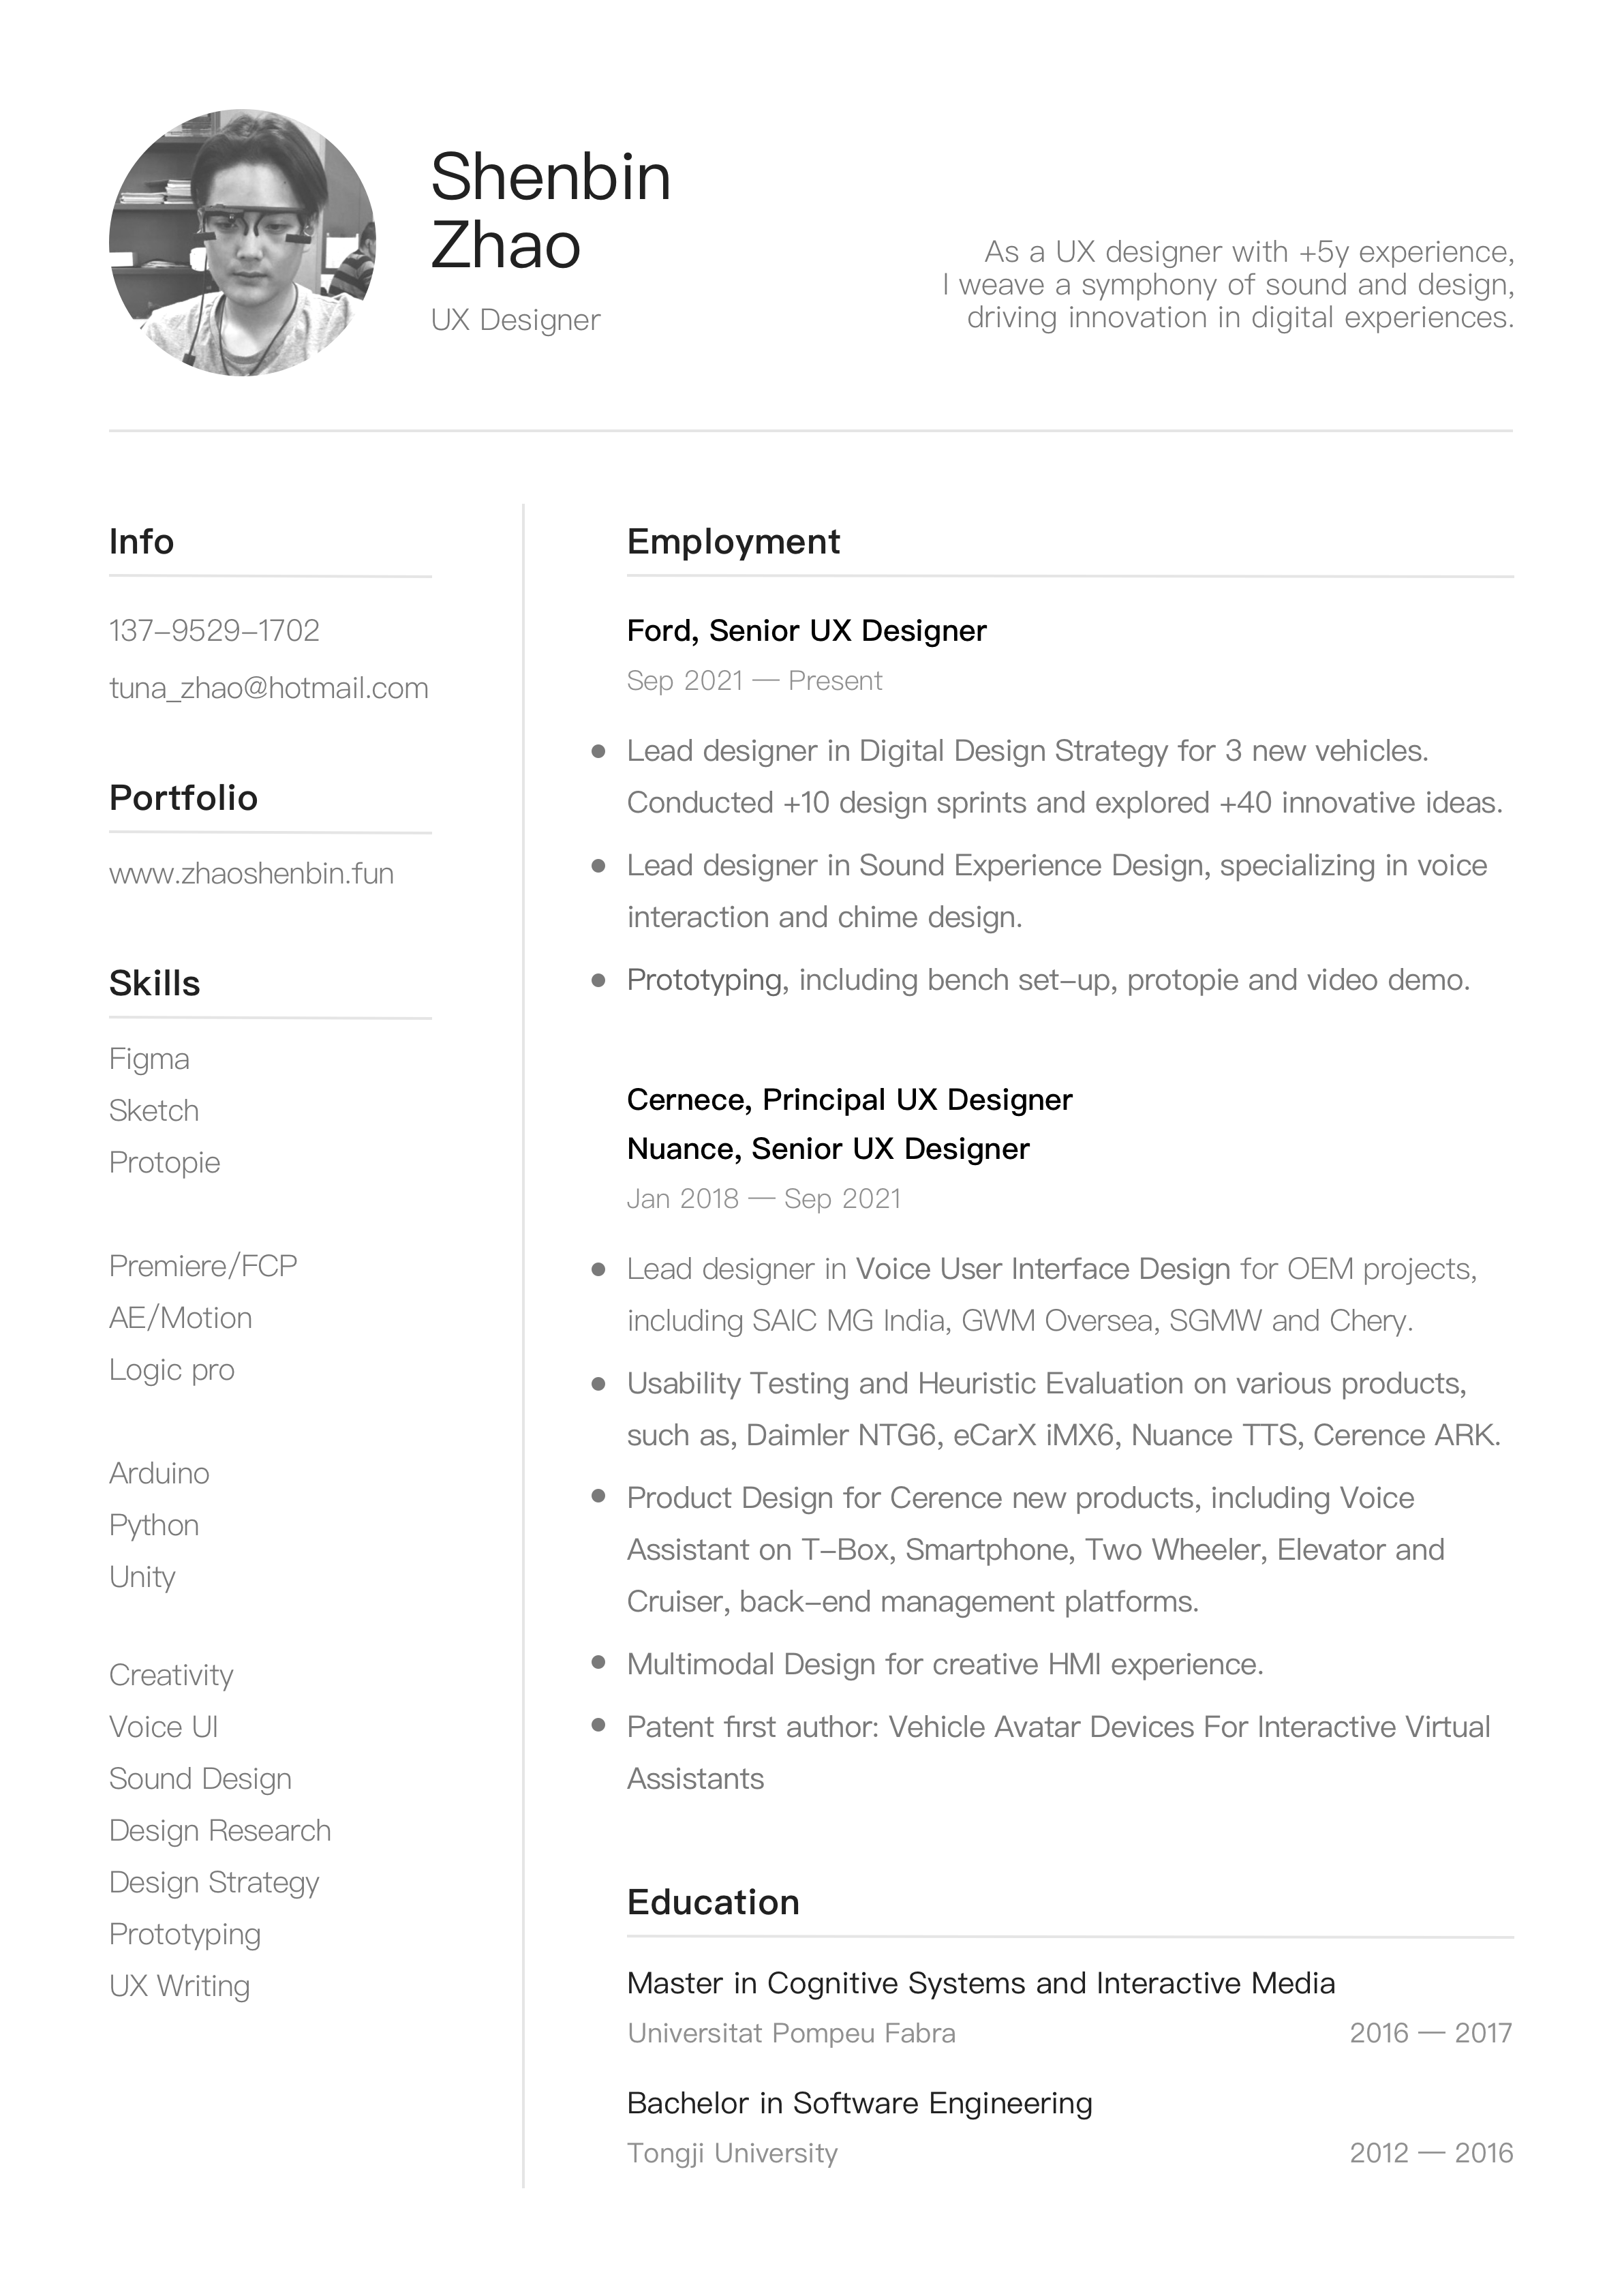 Shenbin
Zhao
UX Designer
As a UX designer with +5y experience,
I weave a symphony of sound and design,
driving innovation in digital experiences.
Info
137-9529-1702
tuna_zhao@hotmail.com
Portfolio
www.zhaoshenbin.fun
Skills
Figma
Sketch
Protopie
Premiere/FCP
AE/Motion
Logic pro
Arduino
Python
Unity
Creativity
Voice UI
Sound Design
Design Research
Design Strategy
Prototyping
UX Writing
Employment
Ford, Senior UX Designer
Sep 2021 — Present
● Lead designer in Digital Design Strategy for 3 new vehicles.
Conducted +10 design sprints and explored +40 innovative ideas.
● Lead designer in Sound Experience Design, specializing in voice
interaction and chime design.
● Prototyping, including bench set-up, protopie and video demo.
Cernece, Principal UX Designer
Nuance, Senior UX Designer
Jan 2018 — Sep 2021
● Lead designer in Voice User Interface Design for OEM projects,
including SAIC MG India, GWM Oversea, SGMW and Chery.
● Usability Testing and Heuristic Evaluation on various products,
such as, Daimler NTG6, eCarX iMX6, Nuance TTS, Cerence ARK.
● Product Design for Cerence new products, including Voice
Assistant on T-Box, Smartphone, Two Wheeler, Elevator and
Cruiser, back-end management platforms.
● Multimodal Design for creative HMI experience.
● Patent first author: Vehicle Avatar Devices For Interactive Virtual
Assistants
Education
Master in Cognitive Systems and Interactive Media
Universitat Pompeu Fabra 2016 — 2017
Bachelor in Software Engineering
Tongji University 2012 — 2016